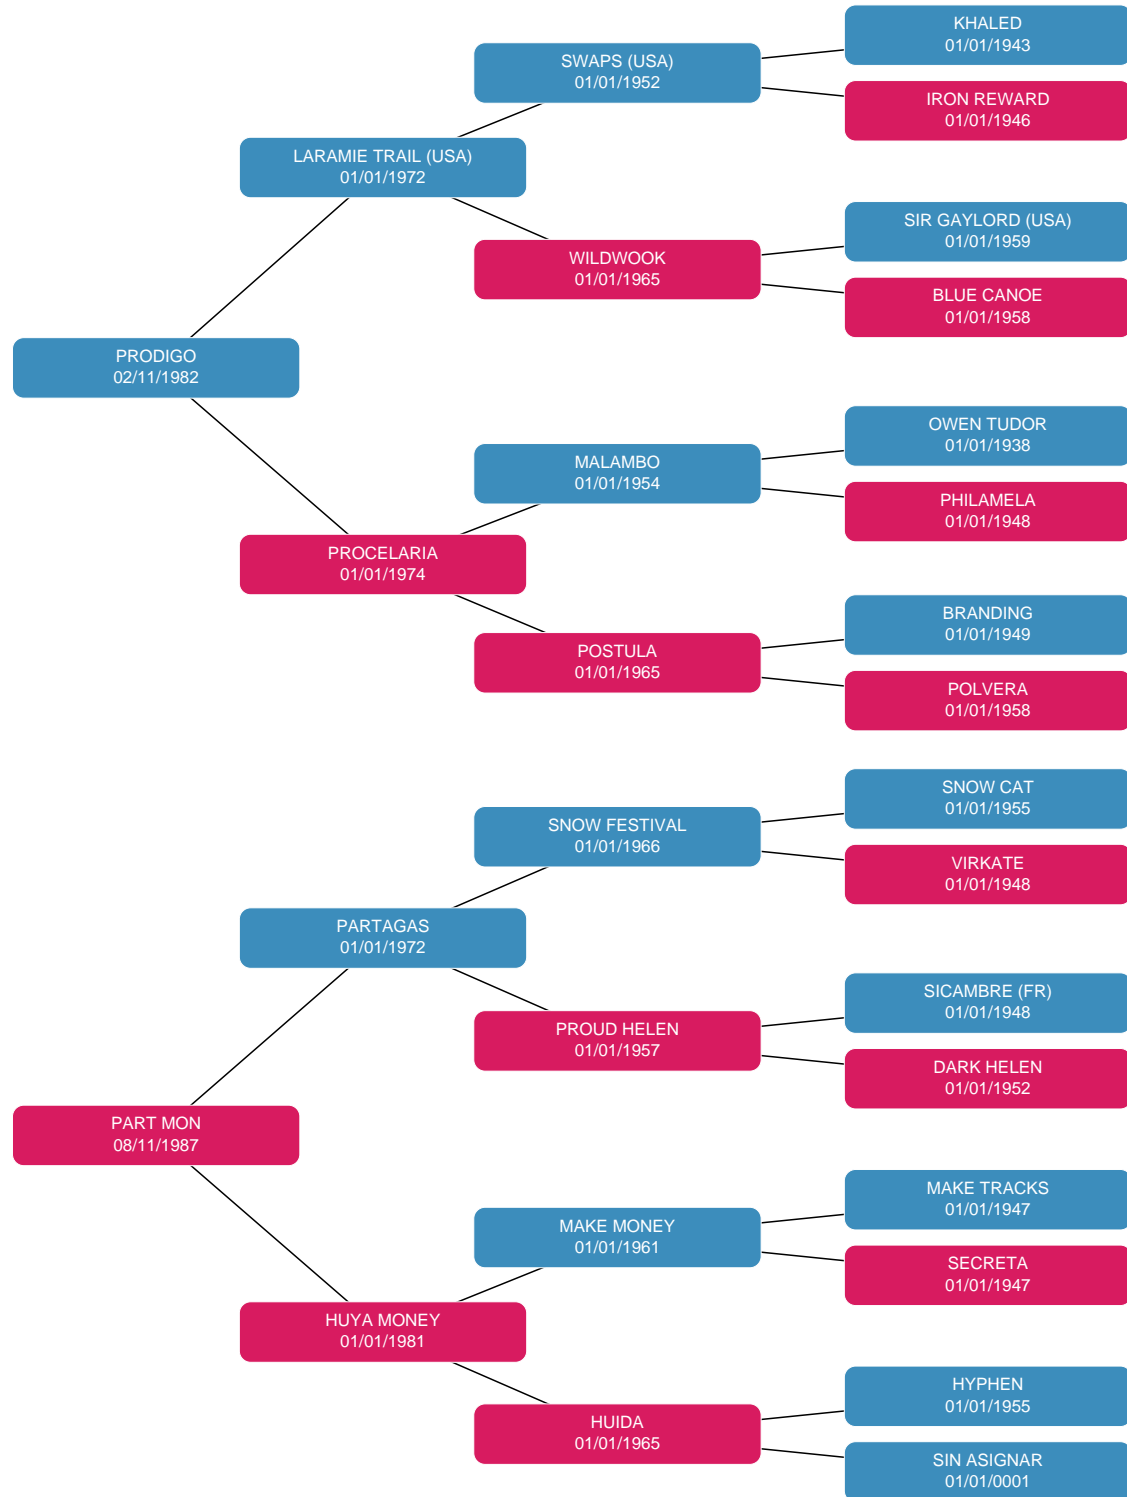 KHALED
01/01/1943
SWAPS (USA)
01/01/1952
IRON REWARD
01/01/1946
LARAMIE TRAIL (USA)
01/01/1972
SIR GAYLORD (USA)
01/01/1959
WILDWOOK
01/01/1965
BLUE CANOE
01/01/1958
PRODIGO
02/11/1982
OWEN TUDOR
01/01/1938
MALAMBO
01/01/1954
PHILAMELA
01/01/1948
PROCELARIA
01/01/1974
BRANDING
01/01/1949
POSTULA
01/01/1965
POLVERA
01/01/1958
SNOW CAT
01/01/1955
SNOW FESTIVAL
01/01/1966
VIRKATE
01/01/1948
PARTAGAS
01/01/1972
SICAMBRE (FR)
01/01/1948
PROUD HELEN
01/01/1957
DARK HELEN
01/01/1952
PART MON
08/11/1987
MAKE TRACKS
01/01/1947
MAKE MONEY
01/01/1961
SECRETA
01/01/1947
HUYA MONEY
01/01/1981
HYPHEN
01/01/1955
HUIDA
01/01/1965
SIN ASIGNAR
01/01/0001